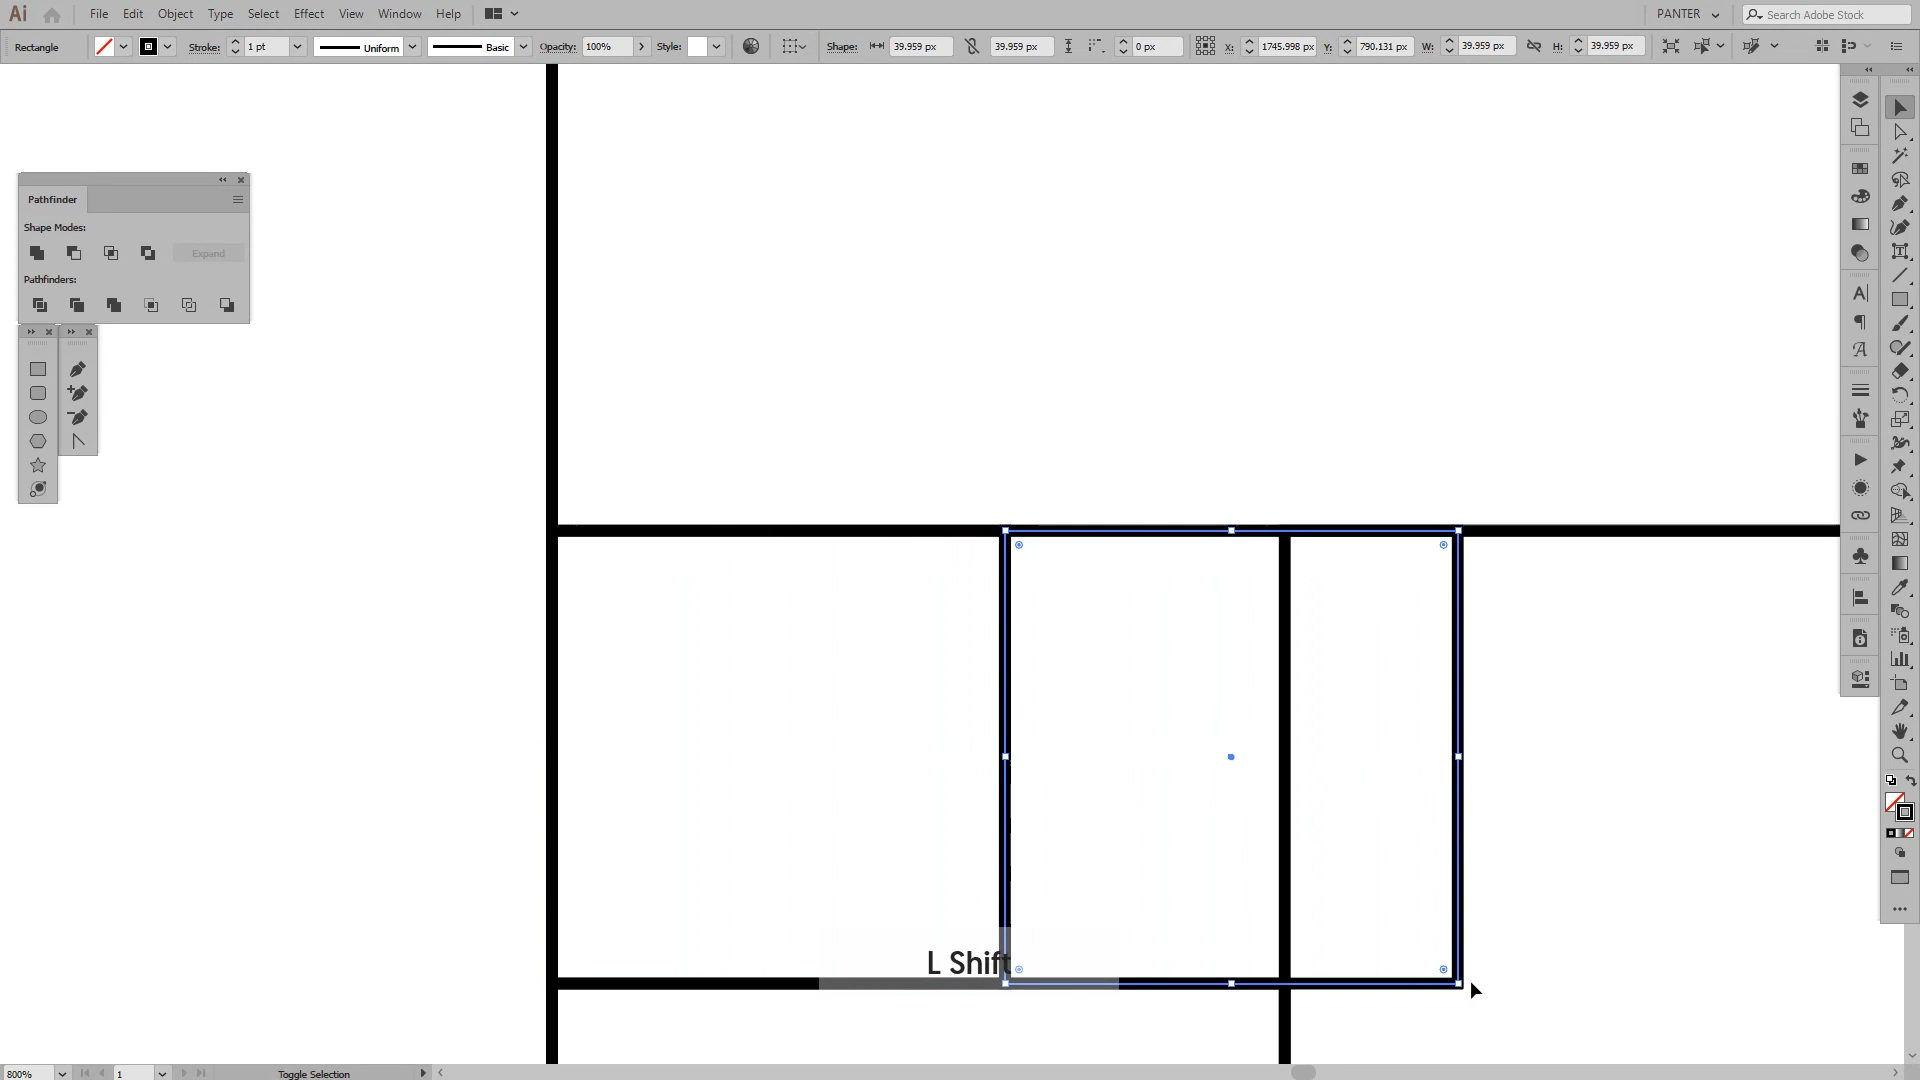 Ai File Edit Object Type Select Effect View Window Help PANTER Search Adobe Stock
Rectangle Stroke: 1 pt Uniform Basic Opacity: 100% Style: Shape: 39.959 px 39.959 px 0 px X: 1745.998 px Y: 790.131 px W: 39.959 px H: 39.959 px
Pathfinder
Shape Modes:
Expand
Pathfinders:
L Shift
800% 1 Toggle Selection